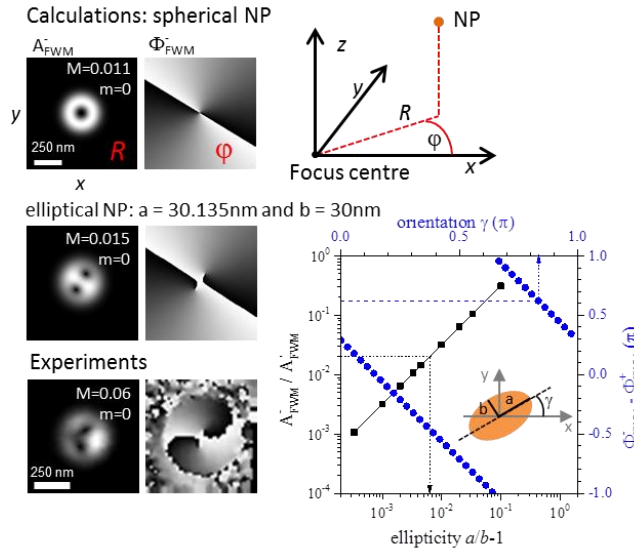 Calculations: spherical NP
A⁻FWM
Φ⁻FWM
M=0.011
m=0
y
250 nm
R
φ
x
z
NP
y
R
φ
x
Focus centre
elliptical NP: a = 30.135nm and b = 30nm
M=0.015
m=0
Experiments
M=0.06
m=0
250 nm
orientation γ (π)
0.0 0.5 1.0
10⁰
10⁻¹
10⁻²
10⁻³
10⁻⁴
A⁻FWM / A⁺FWM
1.0
0.5
0.0
-0.5
-1.0
y
b
a
γ
x
10⁻³ 10⁻² 10⁻¹ 10⁰
ellipticity a/b-1